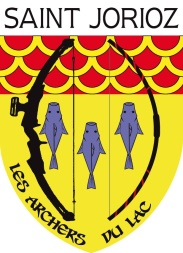 SAINT JORIOZ
LES ARCHERS DU LAC